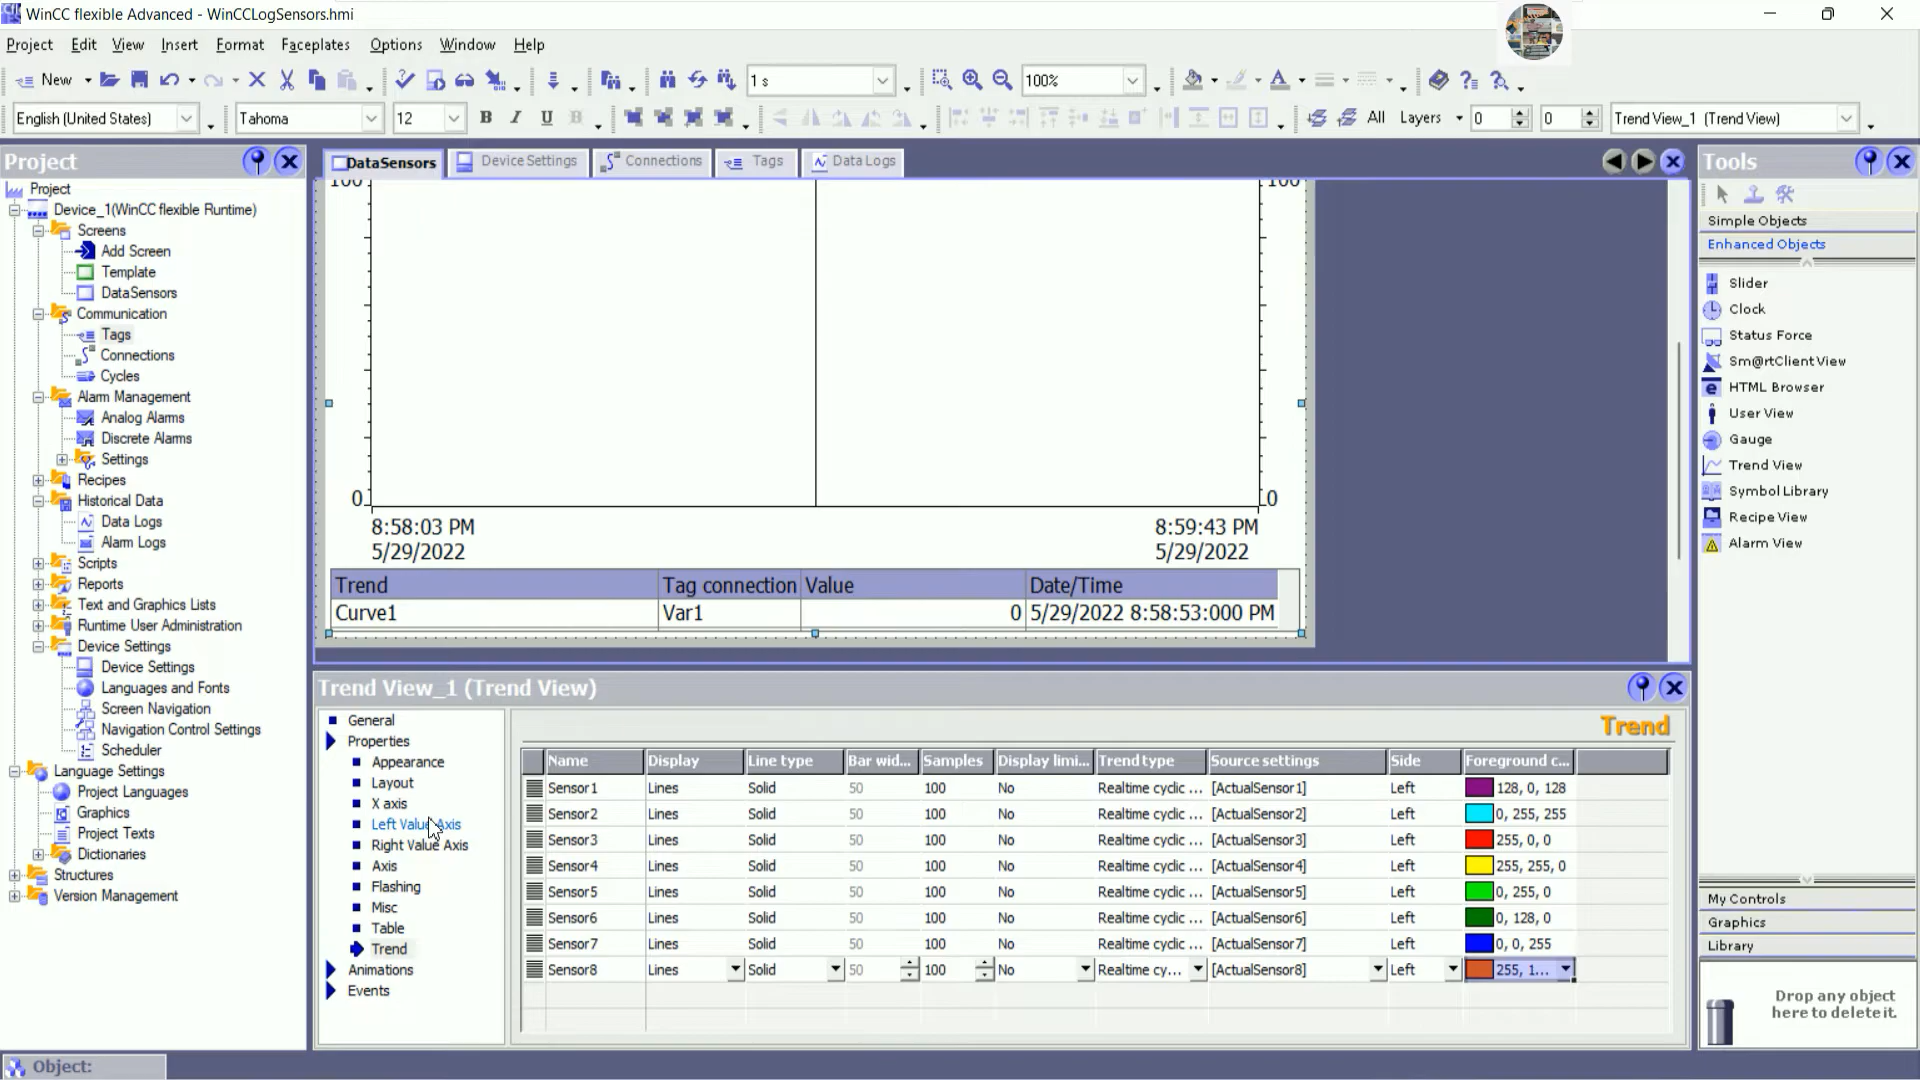 WinCC flexible Advanced - WinCCLogSensors.hmi
Project Edit View Insert Format Faceplates Options Window Help
New 1 s 100%
English (United States) Tahoma 12 B I U B All Layers 0 0 Trend View_1 (Trend View)
Project
Project
Device_1(WinCC flexible Runtime)
Screens
Add Screen
Template
DataSensors
Communication
Tags
Connections
Cycles
Alarm Management
Analog Alarms
Discrete Alarms
Settings
Recipes
Historical Data
Data Logs
Alarm Logs
Scripts
Reports
Text and Graphics Lists
Runtime User Administration
Device Settings
Device Settings
Languages and Fonts
Screen Navigation
Navigation Control Settings
Scheduler
Language Settings
Project Languages
Graphics
Project Texts
Dictionaries
Structures
Version Management
DataSensors Device Settings Connections Tags Data Logs
100 100
0 0
8:58:03 PM 8:59:43 PM
5/29/2022 5/29/2022
Trend Tag connection Value Date/Time
Curve1 Var1 0 5/29/2022 8:58:53:000 PM
Trend View_1 (Trend View)
General
Properties
Appearance
Layout
X axis
Left Value Axis
Right Value Axis
Axis
Flashing
Misc
Table
Trend
Animations
Events
Trend
Name Display Line type Bar wid... Samples Display limi... Trend type Source settings Side Foreground c...
Sensor1 Lines Solid 50 100 No Realtime cyclic ... [ActualSensor1] Left 128, 0, 128
Sensor2 Lines Solid 50 100 No Realtime cyclic ... [ActualSensor2] Left 0, 255, 255
Sensor3 Lines Solid 50 100 No Realtime cyclic ... [ActualSensor3] Left 255, 0, 0
Sensor4 Lines Solid 50 100 No Realtime cyclic ... [ActualSensor4] Left 255, 255, 0
Sensor5 Lines Solid 50 100 No Realtime cyclic ... [ActualSensor5] Left 0, 255, 0
Sensor6 Lines Solid 50 100 No Realtime cyclic ... [ActualSensor6] Left 0, 128, 0
Sensor7 Lines Solid 50 100 No Realtime cyclic ... [ActualSensor7] Left 0, 0, 255
Sensor8 Lines Solid 50 100 No Realtime cy... [ActualSensor8] Left 255, 1...
Tools
Simple Objects
Enhanced Objects
Slider
Clock
Status Force
Sm@rtClient View
HTML Browser
User View
Gauge
Trend View
Symbol Library
Recipe View
Alarm View
My Controls
Graphics
Library
Drop any object
here to delete it.
Object: